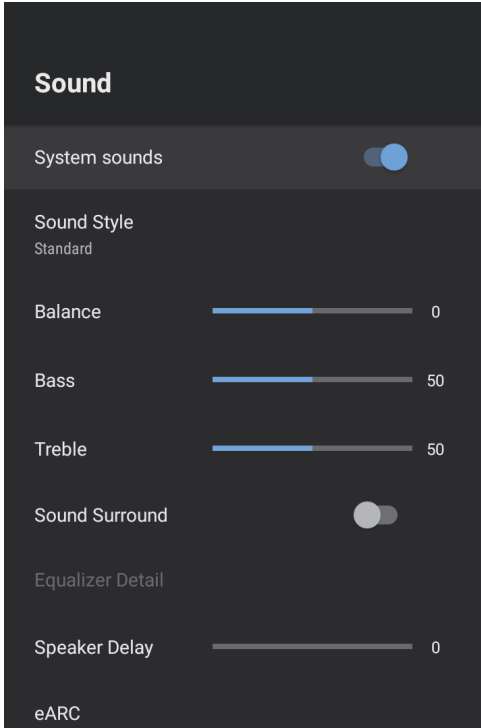 Sound
System sounds
Sound Style
Standard
Balance 0
Bass 50
Treble 50
Sound Surround
Equalizer Detail
Speaker Delay 0
eARC